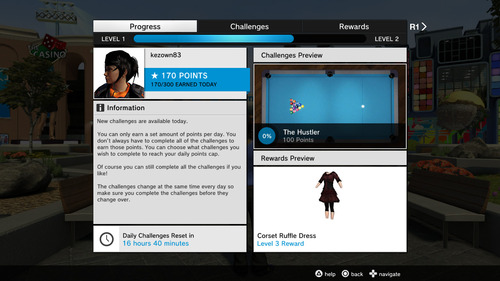 Progress
Challenges
Rewards
R1
LEVEL 1
LEVEL 2
CASINO
kezown83
★ 170 POINTS
170/300 EARNED TODAY
Information
New challenges are available today.
You can only earn a set amount of points per day. You
don't always have to complete all of the challenges to
earn those points. You can choose what challenges you
wish to complete to reach your daily points cap.
Of course you can still complete all the challenges if you
like!
The challenges change at the same time every day so
make sure you complete the challenges before they
change over.
Daily Challenges Reset in
16 hours 40 minutes
Challenges Preview
0%
The Hustler
100 Points
Rewards Preview
Corset Ruffle Dress
Level 3 Reward
help
back
navigate